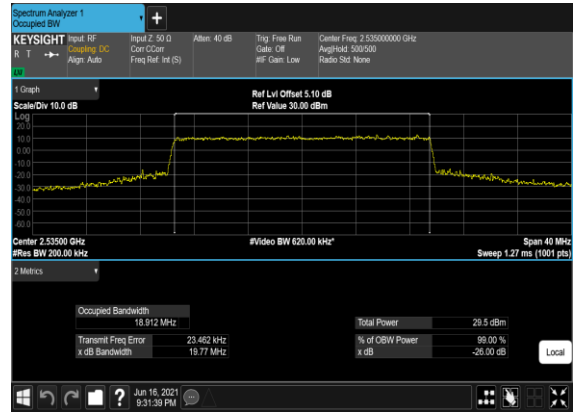 Spectrum Analyzer 1
Occupied BW
+
KEYSIGHT Input: RF Input Z: 50 Ω Atten: 40 dB Trig: Free Run Center Freq: 2.535000000 GHz
R T Coupling: DC Corr CCorr Gate: Off Avg|Hold: 500/500
Align: Auto Freq Ref: Int (S) #IF Gain: Low Radio Std: None
LW
1 Graph
Ref Lvl Offset 5.10 dB
Scale/Div 10.0 dB Ref Value 30.00 dBm
Log
20.0
10.0
0.00
-10.0
-20.0
-30.0
-40.0
-50.0
-60.0
Center 2.53500 GHz #Video BW 620.00 kHz* Span 40 MHz
#Res BW 200.00 kHz Sweep 1.27 ms (1001 pts)
2 Metrics
Occupied Bandwidth
18.912 MHz Total Power 29.5 dBm
Transmit Freq Error 23.462 kHz % of OBW Power 99.00 %
x dB Bandwidth 19.77 MHz x dB -26.00 dB
Local
? Jun 16, 2021
9:31:39 PM